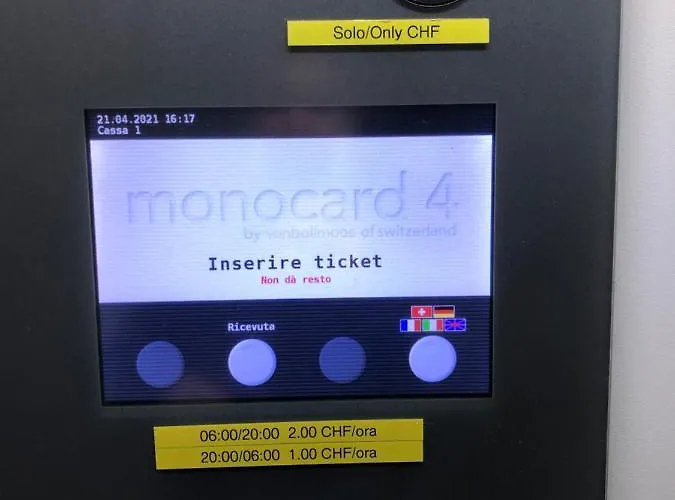 Solo/Only CHF
21.04.2021 16:17
Cassa 1
monocard 4
by vonballmoos of switzerland
Inserire ticket
Non dà resto
Ricevuta
06:00/20:00 2.00 CHF/ora
20:00/06:00 1.00 CHF/ora